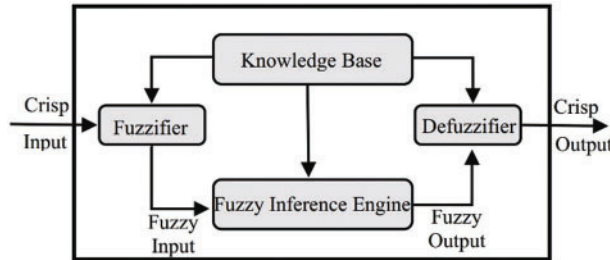 Knowledge Base
Crisp
Input
Fuzzifier
Defuzzifier
Crisp
Output
Fuzzy Inference Engine
Fuzzy
Input
Fuzzy
Output